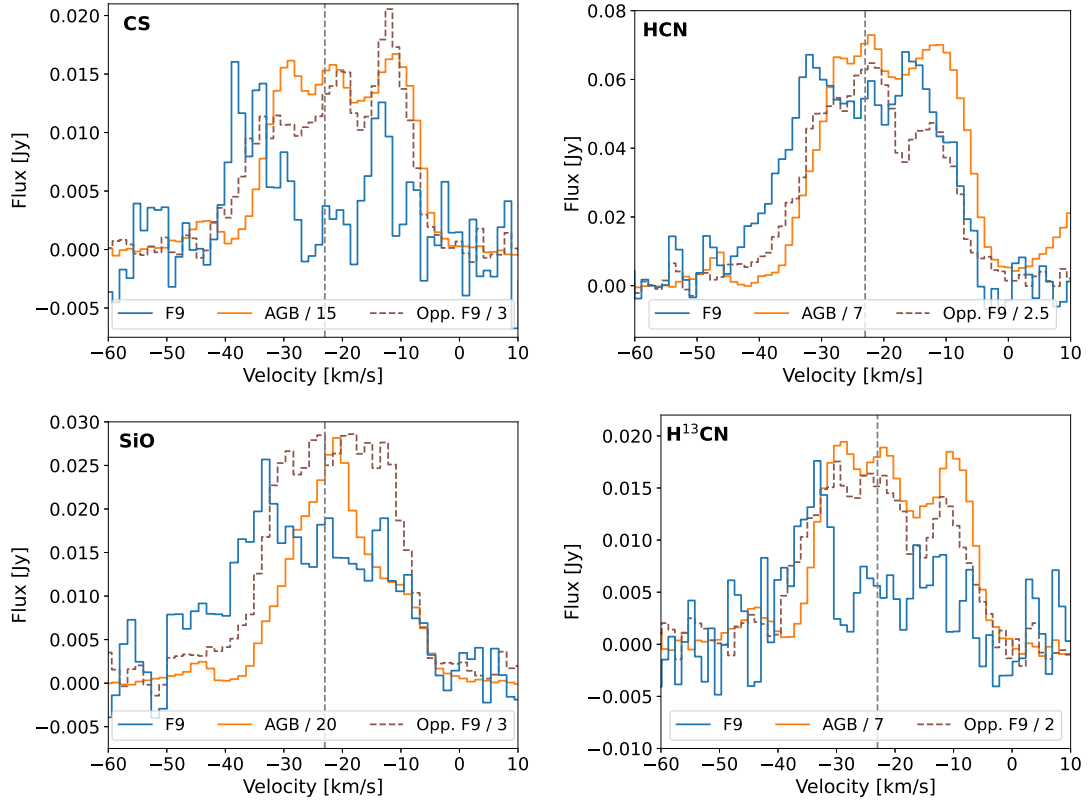 CS
Flux [Jy]
0.020
0.015
0.010
0.005
0.000
−0.005
F9 AGB / 15 Opp. F9 / 3
−60 −50 −40 −30 −20 −10 0 10
Velocity [km/s]
HCN
Flux [Jy]
0.08
0.06
0.04
0.02
0.00
F9 AGB / 7 Opp. F9 / 2.5
−60 −50 −40 −30 −20 −10 0 10
Velocity [km/s]
SiO
Flux [Jy]
0.030
0.025
0.020
0.015
0.010
0.005
0.000
−0.005
F9 AGB / 20 Opp. F9 / 3
−60 −50 −40 −30 −20 −10 0 10
Velocity [km/s]
H¹³CN
Flux [Jy]
0.020
0.015
0.010
0.005
0.000
−0.005
−0.010
F9 AGB / 7 Opp. F9 / 2
−60 −50 −40 −30 −20 −10 0 10
Velocity [km/s]